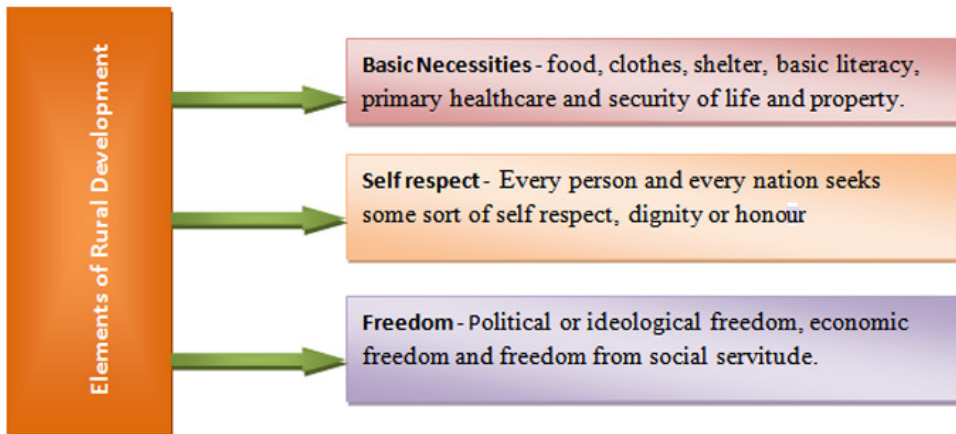 Elements of Rural Development
Basic Necessities - food, clothes, shelter, basic literacy,
primary healthcare and security of life and property.
Self respect - Every person and every nation seeks
some sort of self respect, dignity or honour
Freedom - Political or ideological freedom, economic
freedom and freedom from social servitude.